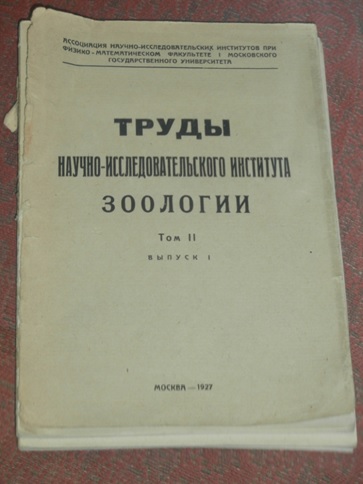 АССОЦИАЦИЯ НАУЧНО-ИССЛЕДОВАТЕЛЬСКИХ ИНСТИТУТОВ ПРИ
ФИЗИКО-МАТЕМАТИЧЕСКОМ ФАКУЛЬТЕТЕ I МОСКОВСКОГО
ГОСУДАРСТВЕННОГО УНИВЕРСИТЕТА
ТРУДЫ
НАУЧНО-ИССЛЕДОВАТЕЛЬСКОГО ИНСТИТУТА
ЗООЛОГИИ
Том II
ВЫПУСК I
МОСКВА — 1927